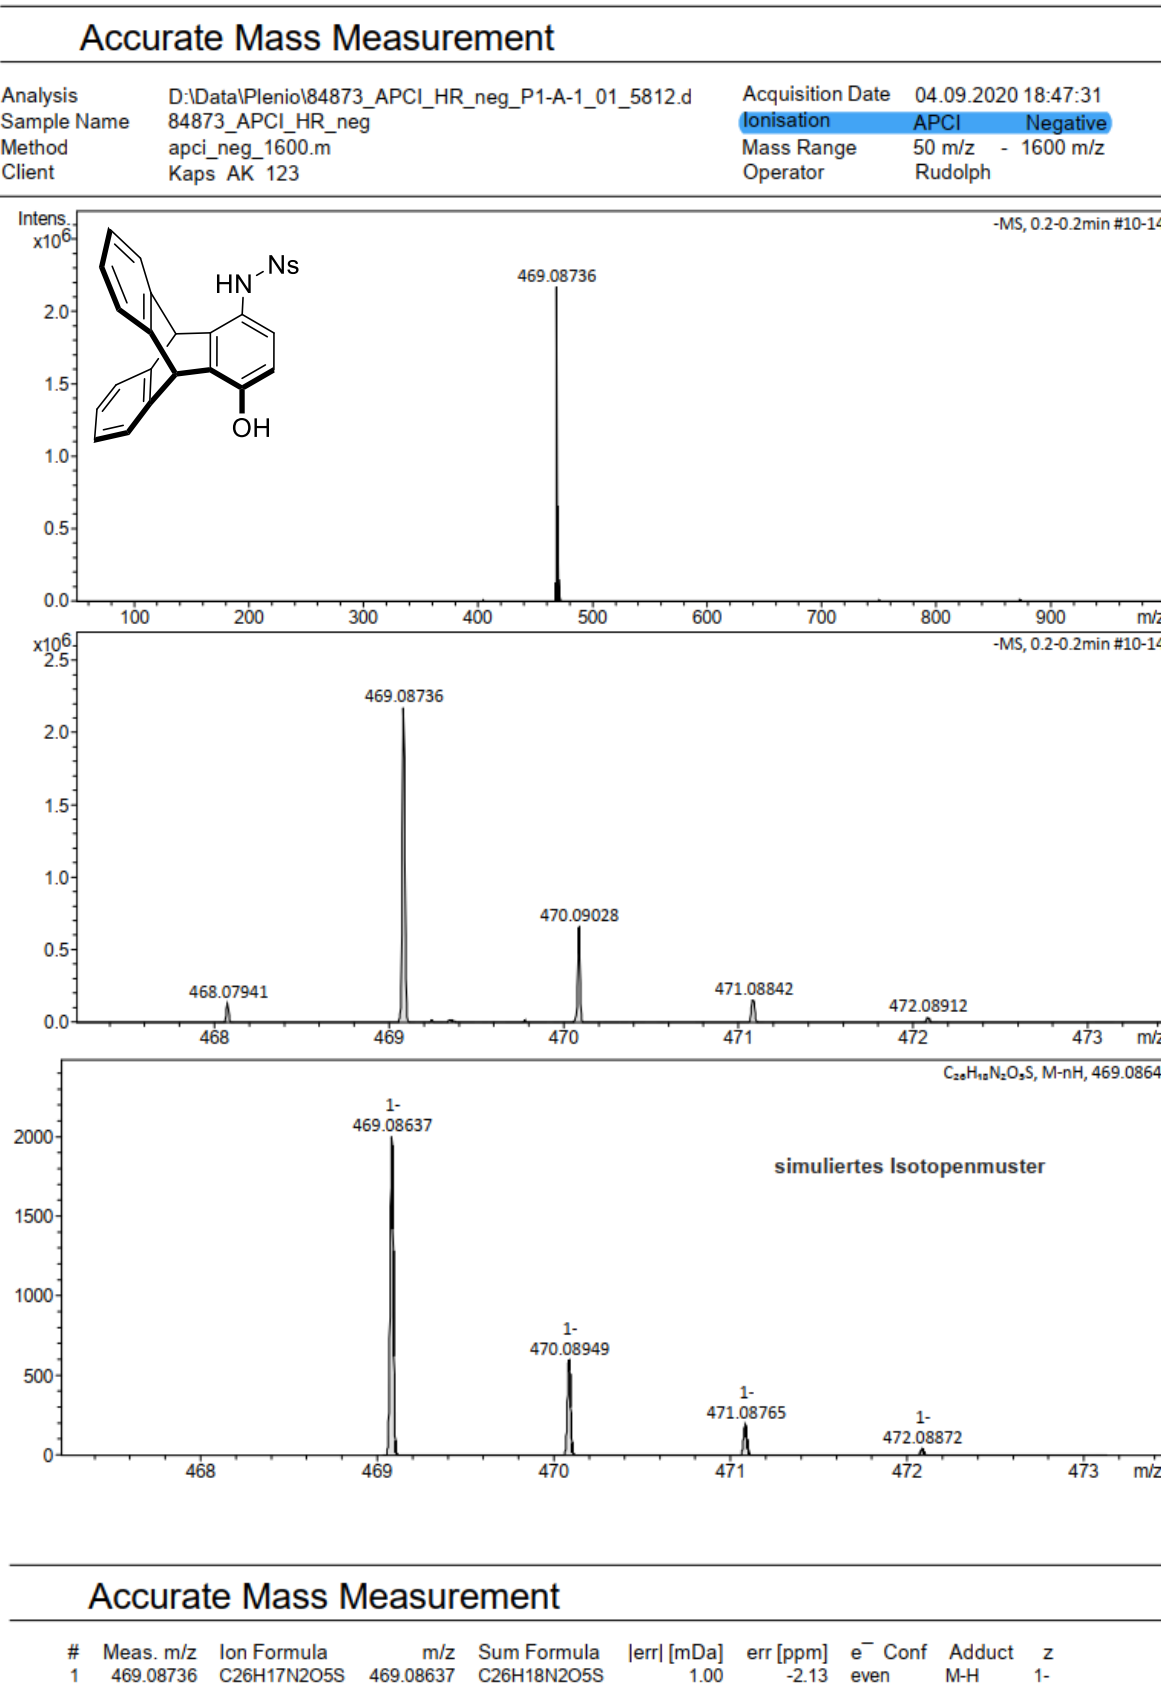 Accurate Mass Measurement
Analysis D:\Data\Plenio\84873_APCI_HR_neg_P1-A-1_01_5812.d Acquisition Date 04.09.2020 18:47:31
Sample Name 84873_APCI_HR_neg Ionisation APCI Negative
Method apci_neg_1600.m Mass Range 50 m/z - 1600 m/z
Client Kaps AK 123 Operator Rudolph
Intens. -MS, 0.2-0.2min #10-14
x10⁶
HN Ns
469.08736
2.0
1.5
OH
1.0
0.5
0.0
100 200 300 400 500 600 700 800 900 m/z
x10⁶ -MS, 0.2-0.2min #10-14
2.5
469.08736
2.0
1.5
1.0
470.09028
0.5
468.07941 471.08842 472.08912
0.0
468 469 470 471 472 473 m/z
C₂₆H₁₈N₂O₅S, M-nH, 469.0864
1-
469.08637
2000
simuliertes Isotopenmuster
1500
1000
1-
470.08949
500
1-
471.08765
1-
472.08872
0
468 469 470 471 472 473 m/z
Accurate Mass Measurement
# Meas. m/z Ion Formula m/z Sum Formula |err| [mDa] err [ppm] e⁻ Conf Adduct z
1 469.08736 C26H17N2O5S 469.08637 C26H18N2O5S 1.00 -2.13 even M-H 1-